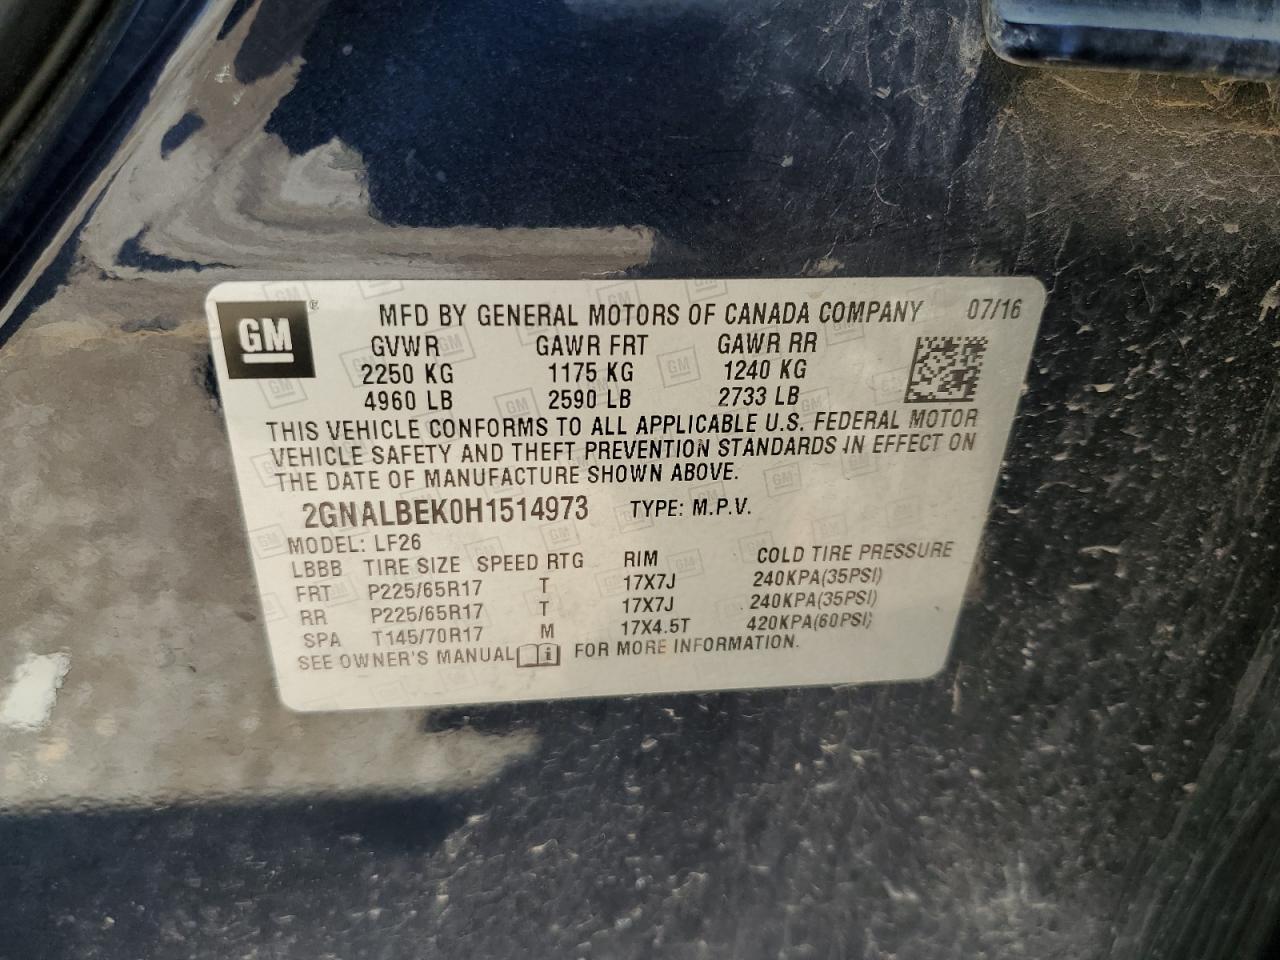 GM ® MFD BY GENERAL MOTORS OF CANADA COMPANY 07/16
GVWR GAWR FRT GAWR RR
2250 KG 1175 KG 1240 KG
4960 LB 2590 LB 2733 LB
THIS VEHICLE CONFORMS TO ALL APPLICABLE U.S. FEDERAL MOTOR
VEHICLE SAFETY AND THEFT PREVENTION STANDARDS IN EFFECT ON
THE DATE OF MANUFACTURE SHOWN ABOVE.
2GNALBEK0H1514973 TYPE: M.P.V.
MODEL: LF26
LBBB TIRE SIZE SPEED RTG RIM COLD TIRE PRESSURE
FRT P225/65R17 T 17X7J 240KPA(35PSI)
RR P225/65R17 T 17X7J 240KPA(35PSI)
SPA T145/70R17 M 17X4.5T 420KPA(60PSI)
SEE OWNER'S MANUAL FOR MORE INFORMATION.